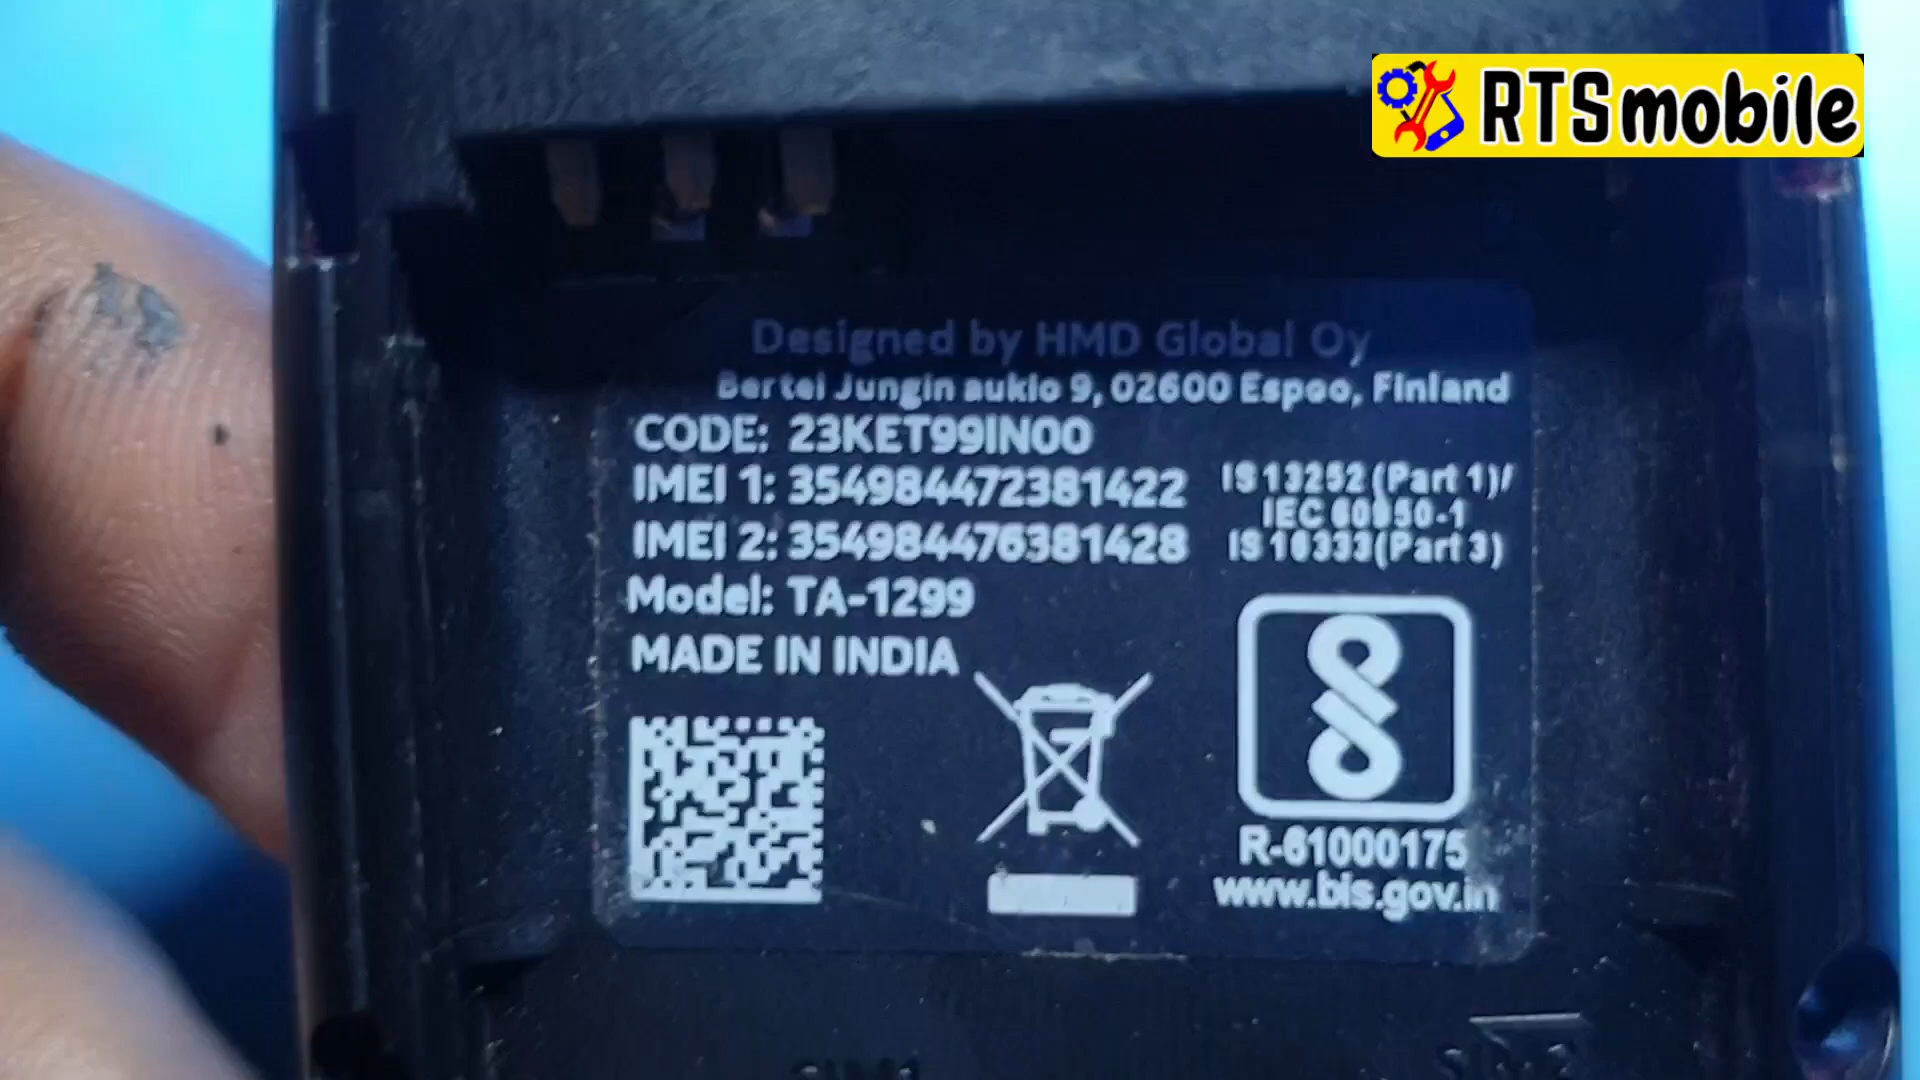 RTSmobile
Designed by HMD Global Oy
Bertel Jungin aukio 9, 02600 Espoo, Finland
CODE: 23KET99IN00
IMEI 1: 354984472381422
IMEI 2: 354984476381428
Model: TA-1299
MADE IN INDIA
IS 13252 (Part 1)/
IEC 60950-1
IS 16333(Part 3)
R-61000175
www.bis.gov.in
SIM1